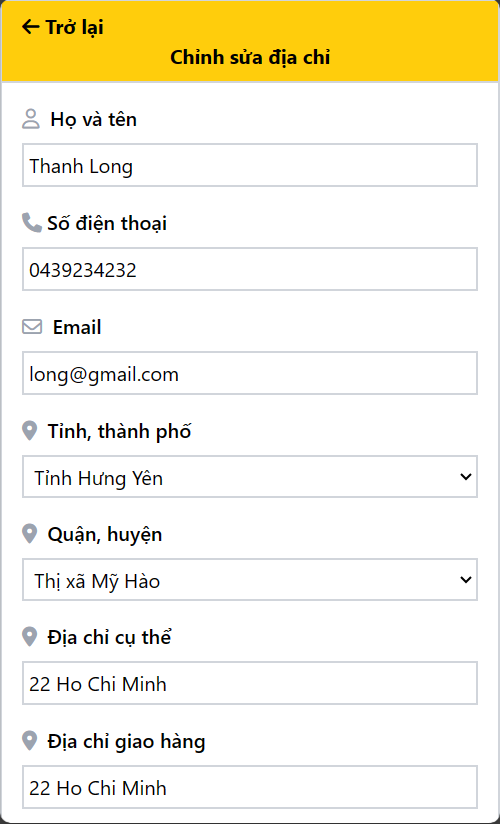 Trở lại
Chỉnh sửa địa chỉ
Họ và tên
Thanh Long
Số điện thoại
0439234232
Email
long@gmail.com
Tỉnh, thành phố
Tỉnh Hưng Yên
Quận, huyện
Thị xã Mỹ Hào
Địa chỉ cụ thể
22 Ho Chi Minh
Địa chỉ giao hàng
22 Ho Chi Minh